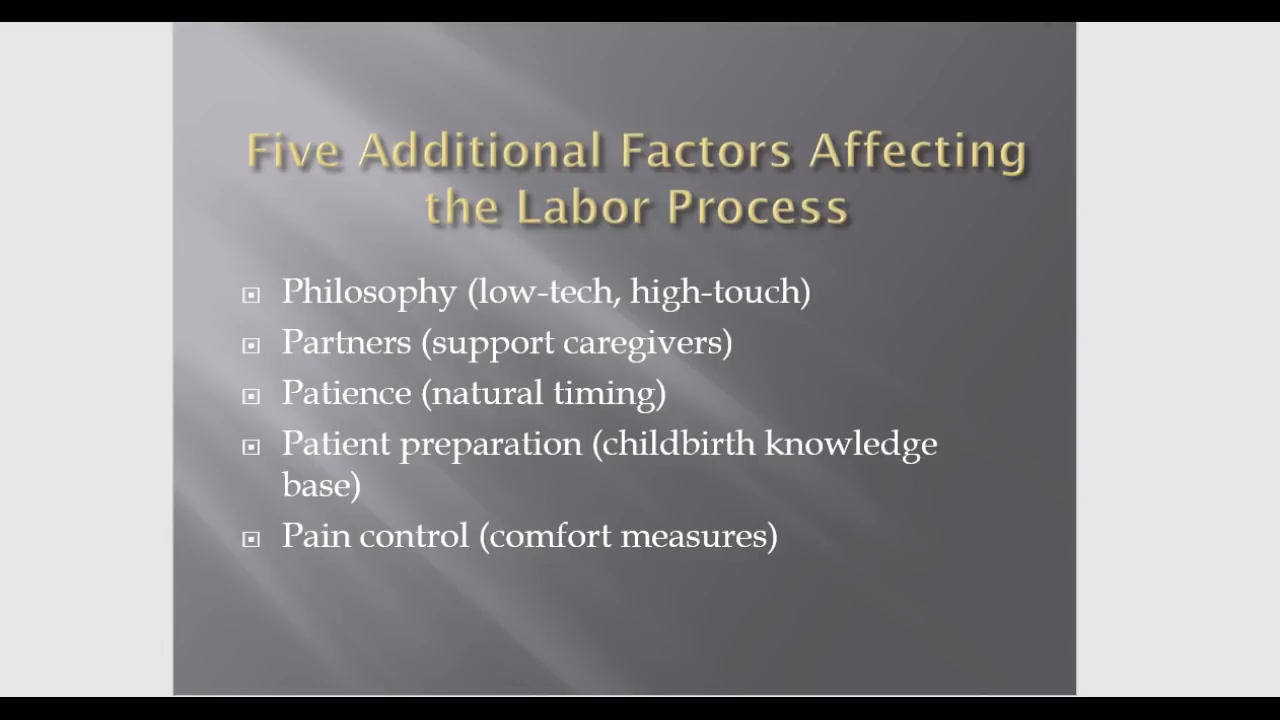 Five Additional Factors Affecting
the Labor Process
Philosophy (low-tech, high-touch)
Partners (support caregivers)
Patience (natural timing)
Patient preparation (childbirth knowledge
base)
Pain control (comfort measures)